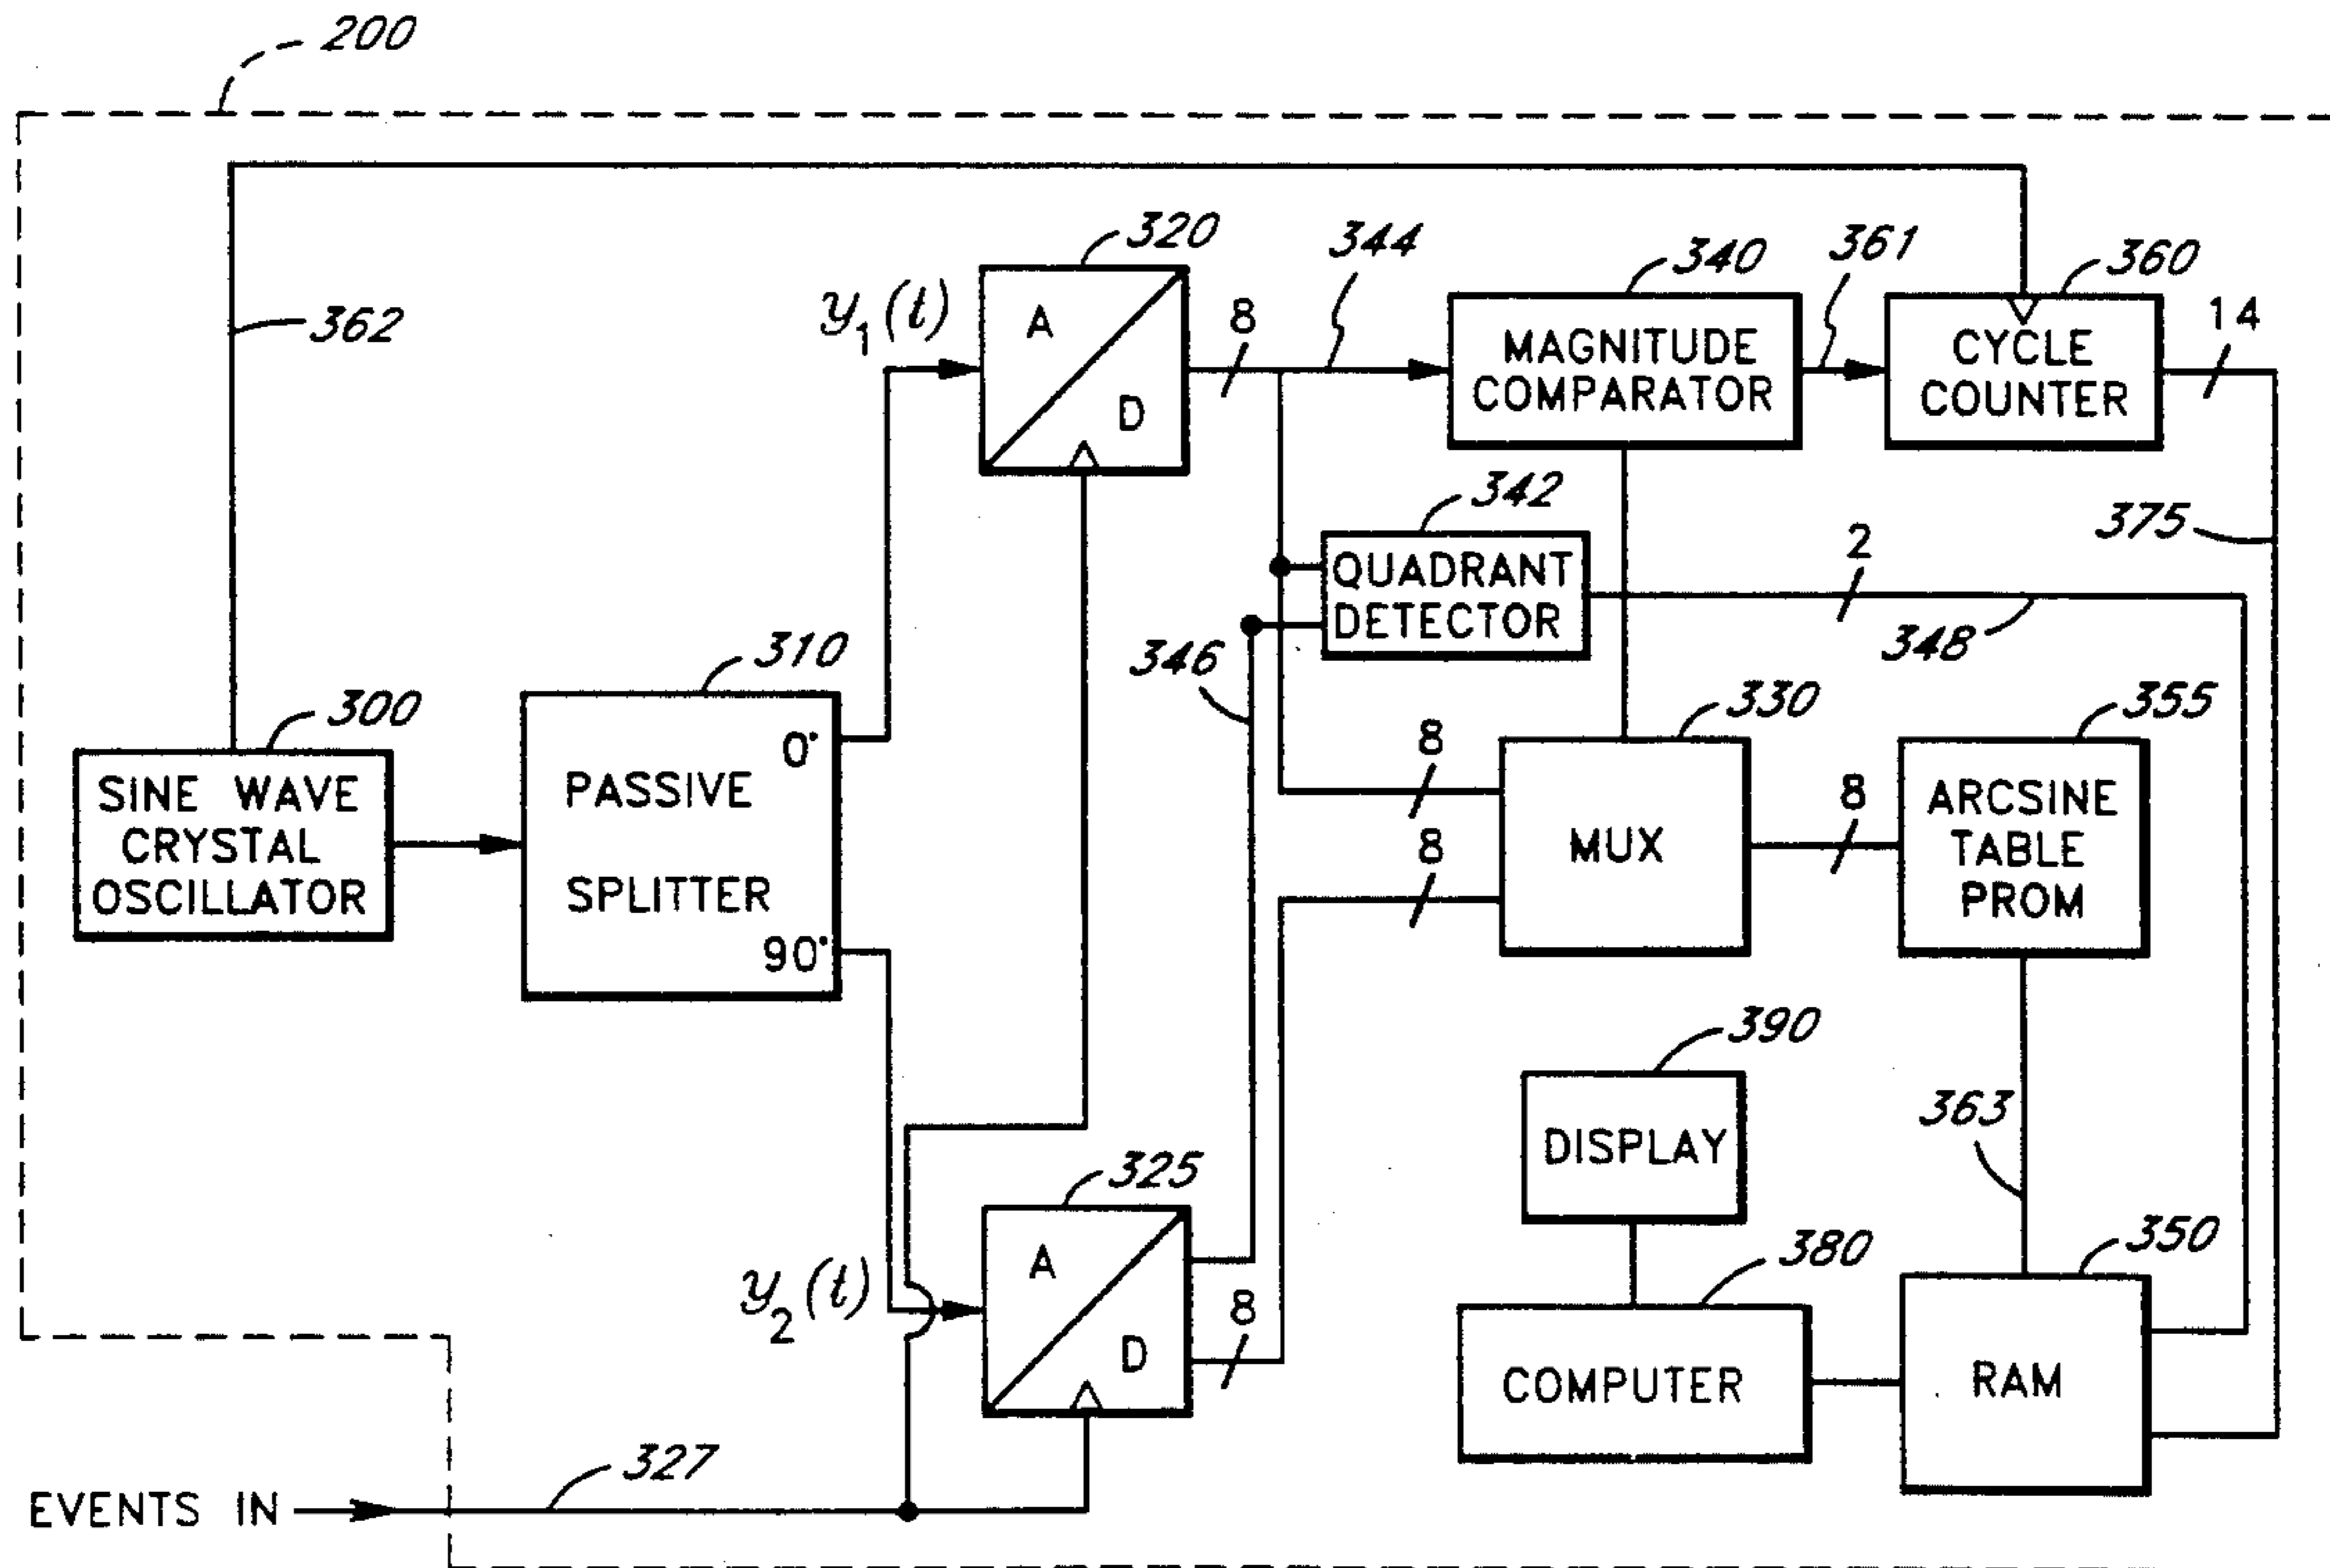 200
320
344
340
361
360
y₁(t)
A
D
8
MAGNITUDE
COMPARATOR
CYCLE
COUNTER
14
362
342
QUADRANT
DETECTOR
2
375
348
346
310
0°
PASSIVE
SPLITTER
90°
300
SINE WAVE
CRYSTAL
OSCILLATOR
330
8
8
MUX
8
355
ARCSINE
TABLE
PROM
390
DISPLAY
363
325
y₂(t)
A
D
8
380
COMPUTER
350
RAM
327
EVENTS IN